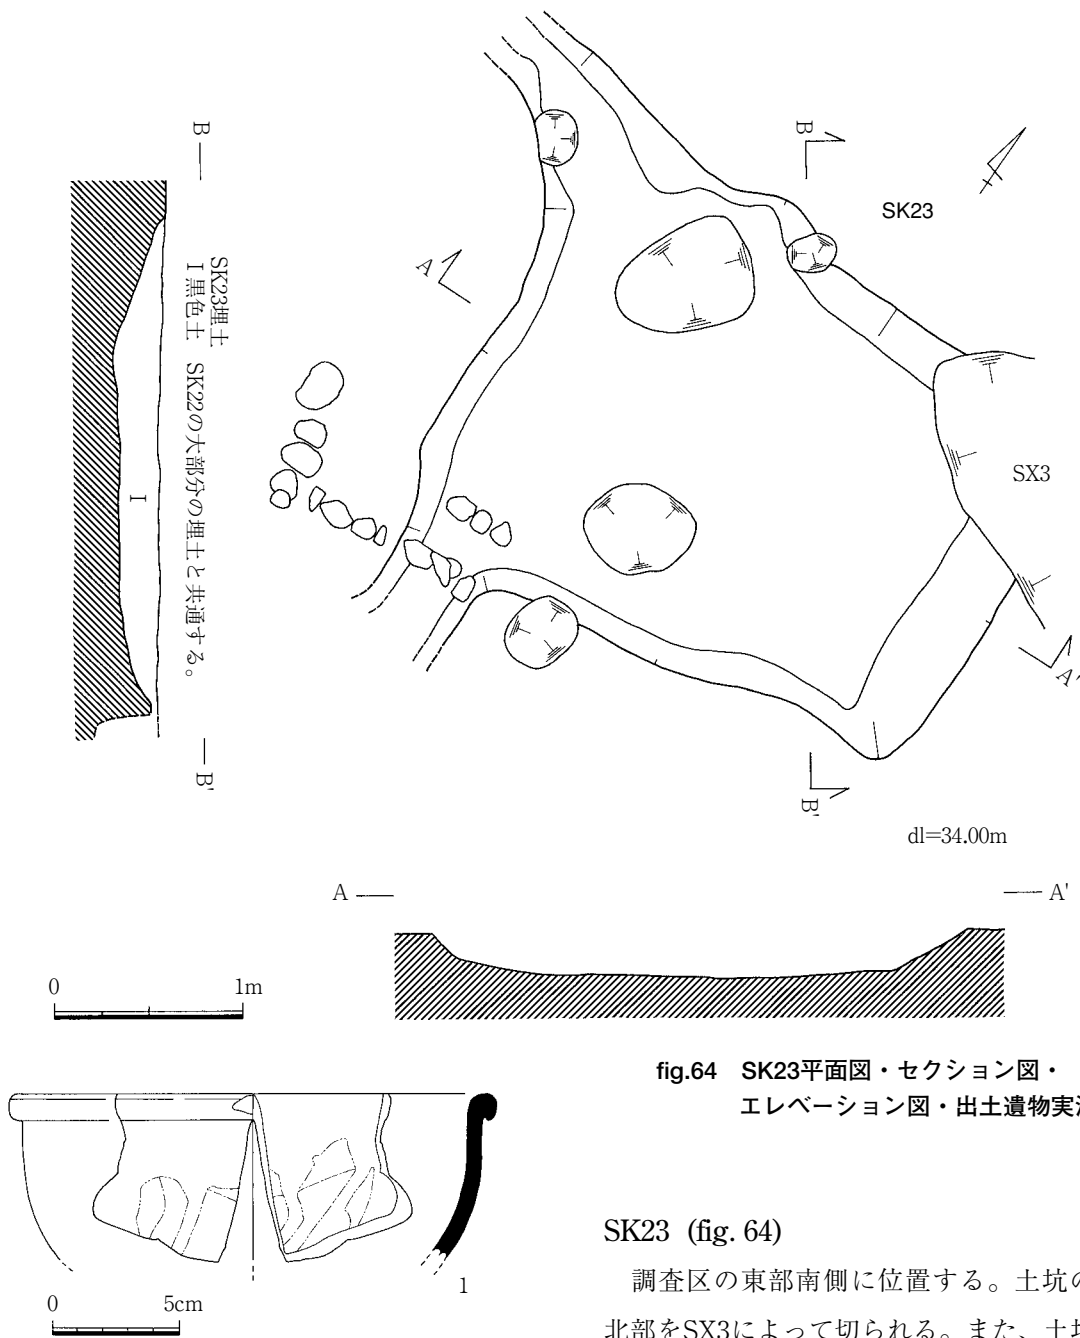 B
SK23埋土
Ⅰ黒色土　SK22の大部分の埋土と共通する。
I
B'
B
SK23
A
SX3
A'
B'
dl=34.00m
A
A'
0
1m
fig.64　SK23平面図・セクション図・
エレベーション図・出土遺物実
1
0
5cm
SK23 (fig. 64)
調査区の東部南側に位置する。土坑の
北部をSX3によって切られる。また、土